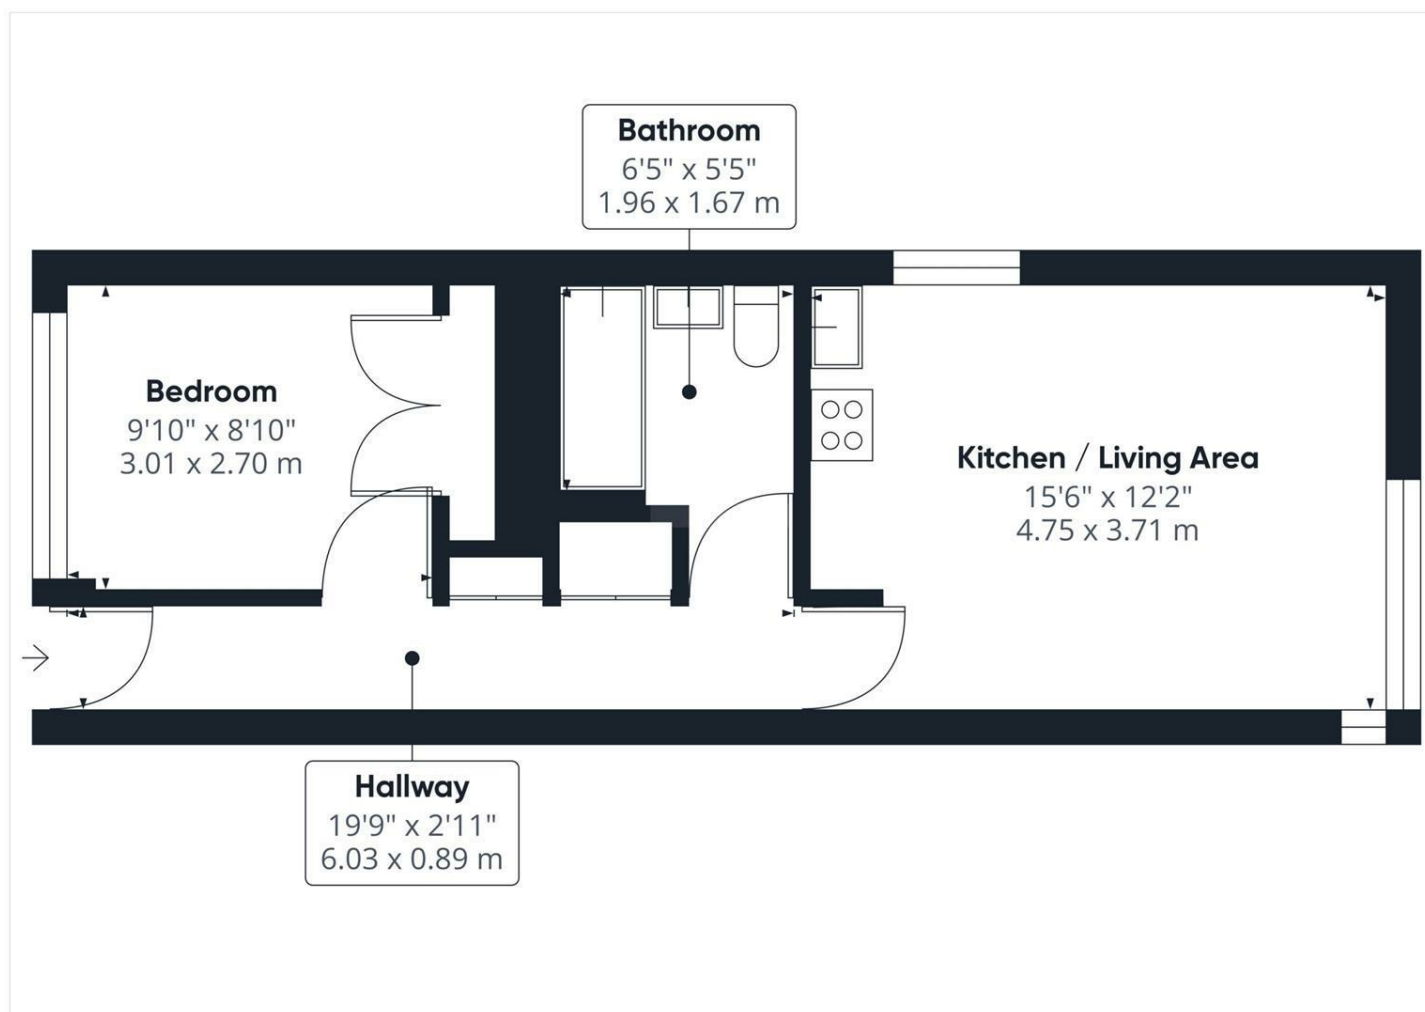 Bathroom
6'5" x 5'5"
1.96 x 1.67 m
Bedroom
9'10" x 8'10"
3.01 x 2.70 m
Kitchen / Living Area
15'6" x 12'2"
4.75 x 3.71 m
Hallway
19'9" x 2'11"
6.03 x 0.89 m